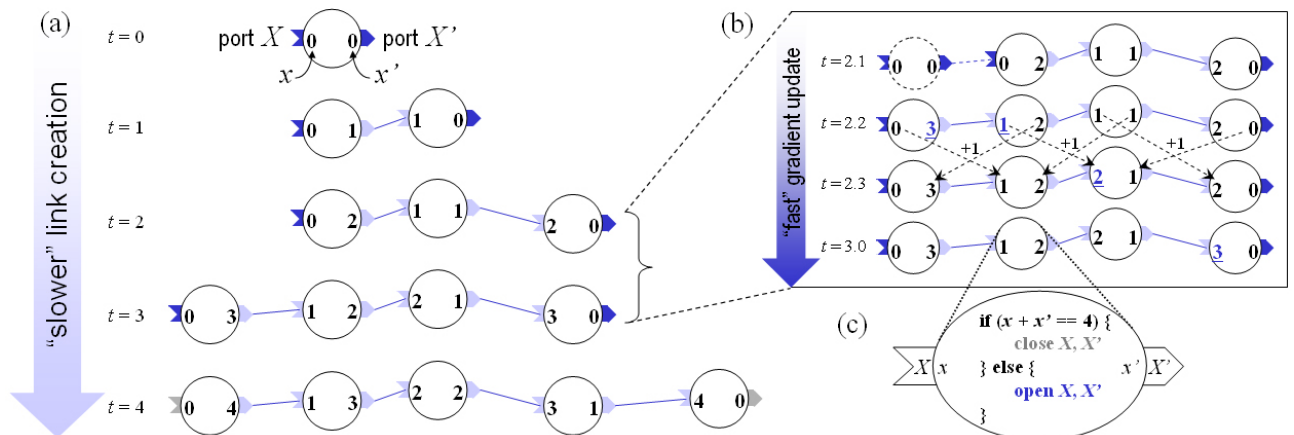 (a)
"slower" link creation
t = 0
port X
0 0
port X'
x
x'
t = 1
0 1
1 0
t = 2
0 2
1 1
2 0
t = 3
0 3
1 2
2 1
3 0
t = 4
0 4
1 3
2 2
3 1
4 0
(b)
"fast" gradient update
t = 2.1
0 0
0 2
1 1
2 0
t = 2.2
0 3
1 2
1 1
2 0
+1
+1
+1
t = 2.3
0 3
1 2
2 1
2 0
t = 3.0
0 3
1 2
2 1
3 0
(c)
X x
if (x + x' == 4) {
close X, X'
} else {
open X, X'
}
x' X'